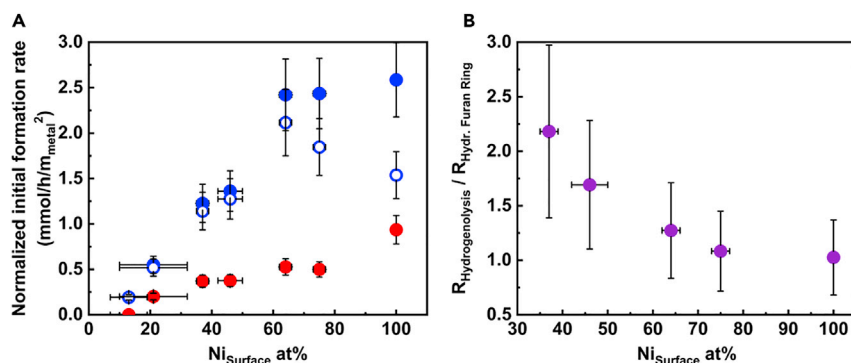 A
B
Normalized initial formation rate
(mmol/h/m_metal²)
3.0
2.5
2.0
1.5
1.0
0.5
0.0
0 20 40 60 80 100
Ni_Surface at%
R_Hydrogenolysis / R_Hydr. Furan Ring
3.0
2.5
2.0
1.5
1.0
0.5
30 40 50 60 70 80 90 100
Ni_Surface at%